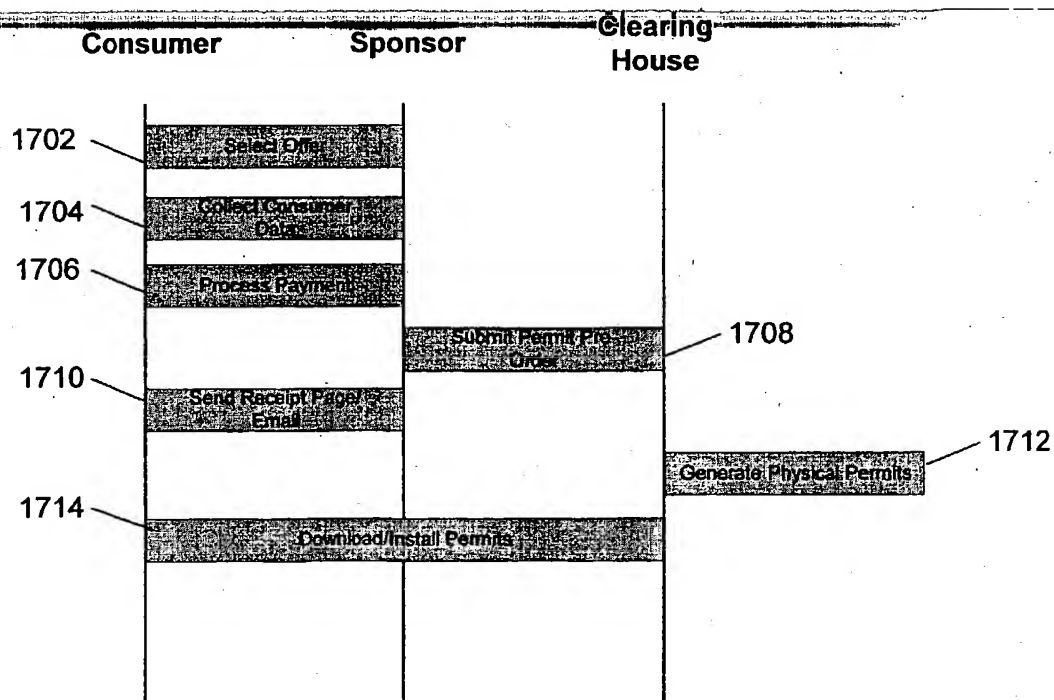 Consumer
Sponsor
Clearing
House
1702
Select Offer
1704
Collect Consumer
Data
1706
Process Payment
Submit Permit Pre-
Order
1708
1710
Send Receipt Page/
Email
Generate Physical Permits
1712
1714
Download/Install Permits